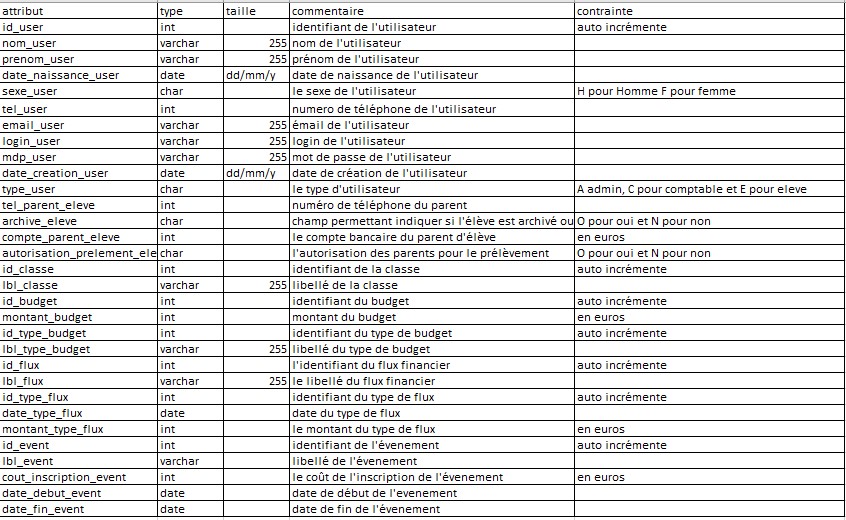 attribut type taille commentaire contrainte
id_user int identifiant de l'utilisateur auto incrémente
nom_user varchar 255 nom de l'utilisateur
prenom_user varchar 255 prénom de l'utilisateur
date_naissance_user date dd/mm/y date de naissance de l'utilisateur
sexe_user char le sexe de l'utilisateur H pour Homme F pour femme
tel_user int numero de téléphone de l'utilisateur
email_user varchar 255 émail de l'utilisateur
login_user varchar 255 login de l'utilisateur
mdp_user varchar 255 mot de passe de l'utilisateur
date_creation_user date dd/mm/y date de création de l'utilisateur
type_user char le type d'utilisateur A admin, C pour comptable et E pour eleve
tel_parent_eleve int numéro de téléphone du parent
archive_eleve char champ permettant indiquer si l'élève est archivé ou O pour oui et N pour non
compte_parent_eleve int le compte bancaire du parent d'élève en euros
autorisation_prelement_ele char l'autorisation des parents pour le prélèvement O pour oui et N pour non
id_classe int identifiant de la classe auto incrémente
lbl_classe varchar 255 libellé de la classe
id_budget int identifiant du budget auto incrémente
montant_budget int montant du budget en euros
id_type_budget int identifiant du type de budget auto incrémente
lbl_type_budget varchar 255 libellé du type de budget
id_flux int l'identifiant du flux financier auto incrémente
lbl_flux varchar 255 le libellé du flux financier
id_type_flux int identifiant du type de flux auto incrémente
date_type_flux date date du type de flux
montant_type_flux int le montant du type de flux en euros
id_event int identifiant de l'évenement auto incrémente
lbl_event varchar libellé de l'évenement
cout_inscription_event int le coût de l'inscription de l'évenement en euros
date_debut_event date date de début de l'evenement
date_fin_event date date de fin de l'évenement